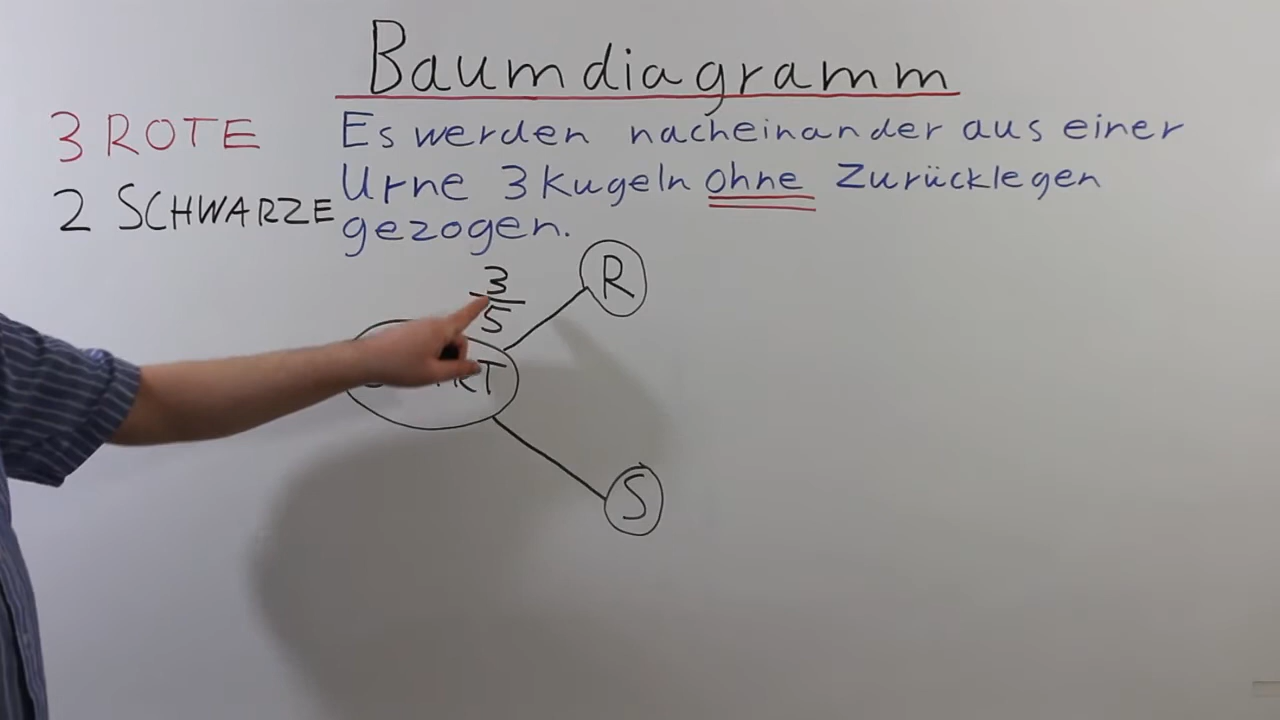 Baumdiagramm
3 ROTE
2 SCHWARZE
Es werden nacheinander aus einer
Urne 3 Kugeln ohne Zurücklegen
gezogen.
3
5
R
S